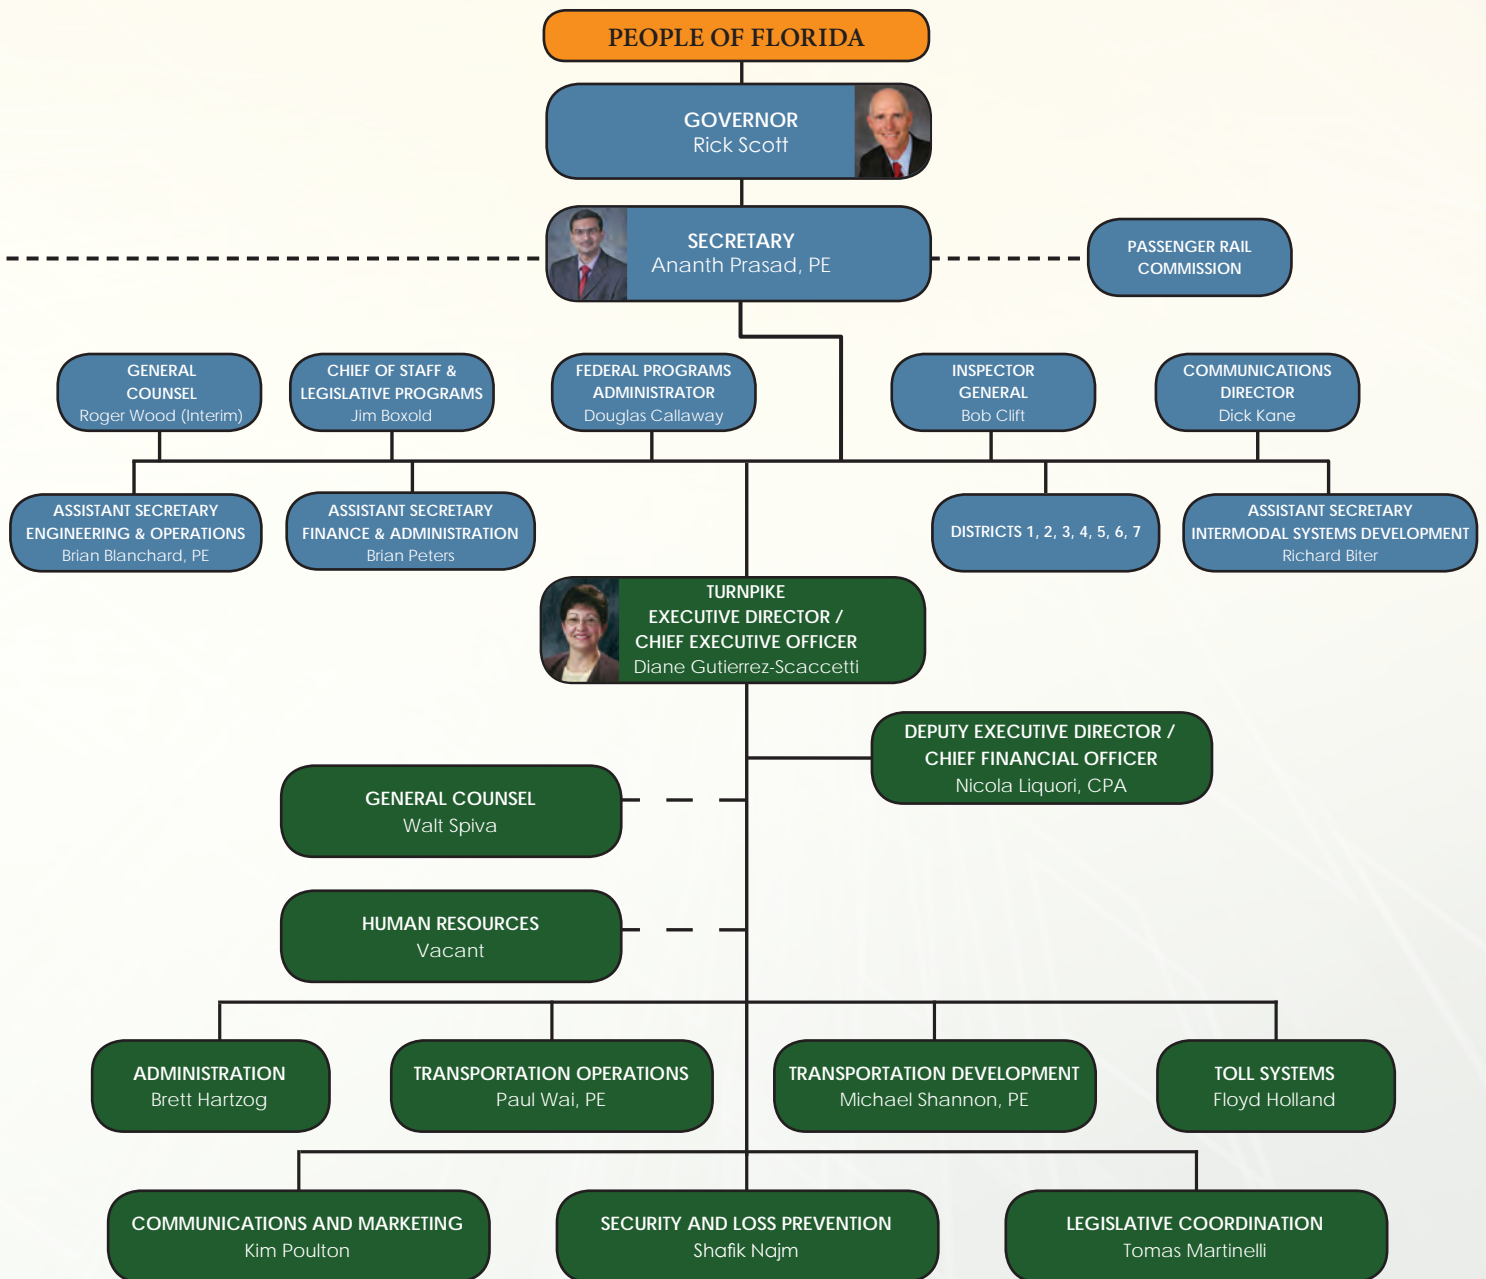 PEOPLE OF FLORIDA
GOVERNOR
Rick Scott
SECRETARY
Ananth Prasad, PE
PASSENGER RAIL
COMMISSION
GENERAL
COUNSEL
Roger Wood (Interim)
CHIEF OF STAFF &
LEGISLATIVE PROGRAMS
Jim Boxold
FEDERAL PROGRAMS
ADMINISTRATOR
Douglas Callaway
INSPECTOR
GENERAL
Bob Clift
COMMUNICATIONS
DIRECTOR
Dick Kane
ASSISTANT SECRETARY
ENGINEERING & OPERATIONS
Brian Blanchard, PE
ASSISTANT SECRETARY
FINANCE & ADMINISTRATION
Brian Peters
DISTRICTS 1, 2, 3, 4, 5, 6, 7
ASSISTANT SECRETARY
INTERMODAL SYSTEMS DEVELOPMENT
Richard Biter
TURNPIKE
EXECUTIVE DIRECTOR /
CHIEF EXECUTIVE OFFICER
Diane Gutierrez-Scaccetti
DEPUTY EXECUTIVE DIRECTOR /
CHIEF FINANCIAL OFFICER
Nicola Liquori, CPA
GENERAL COUNSEL
Walt Spiva
HUMAN RESOURCES
Vacant
ADMINISTRATION
Brett Hartzog
TRANSPORTATION OPERATIONS
Paul Wai, PE
TRANSPORTATION DEVELOPMENT
Michael Shannon, PE
TOLL SYSTEMS
Floyd Holland
COMMUNICATIONS AND MARKETING
Kim Poulton
SECURITY AND LOSS PREVENTION
Shafik Najm
LEGISLATIVE COORDINATION
Tomas Martinelli